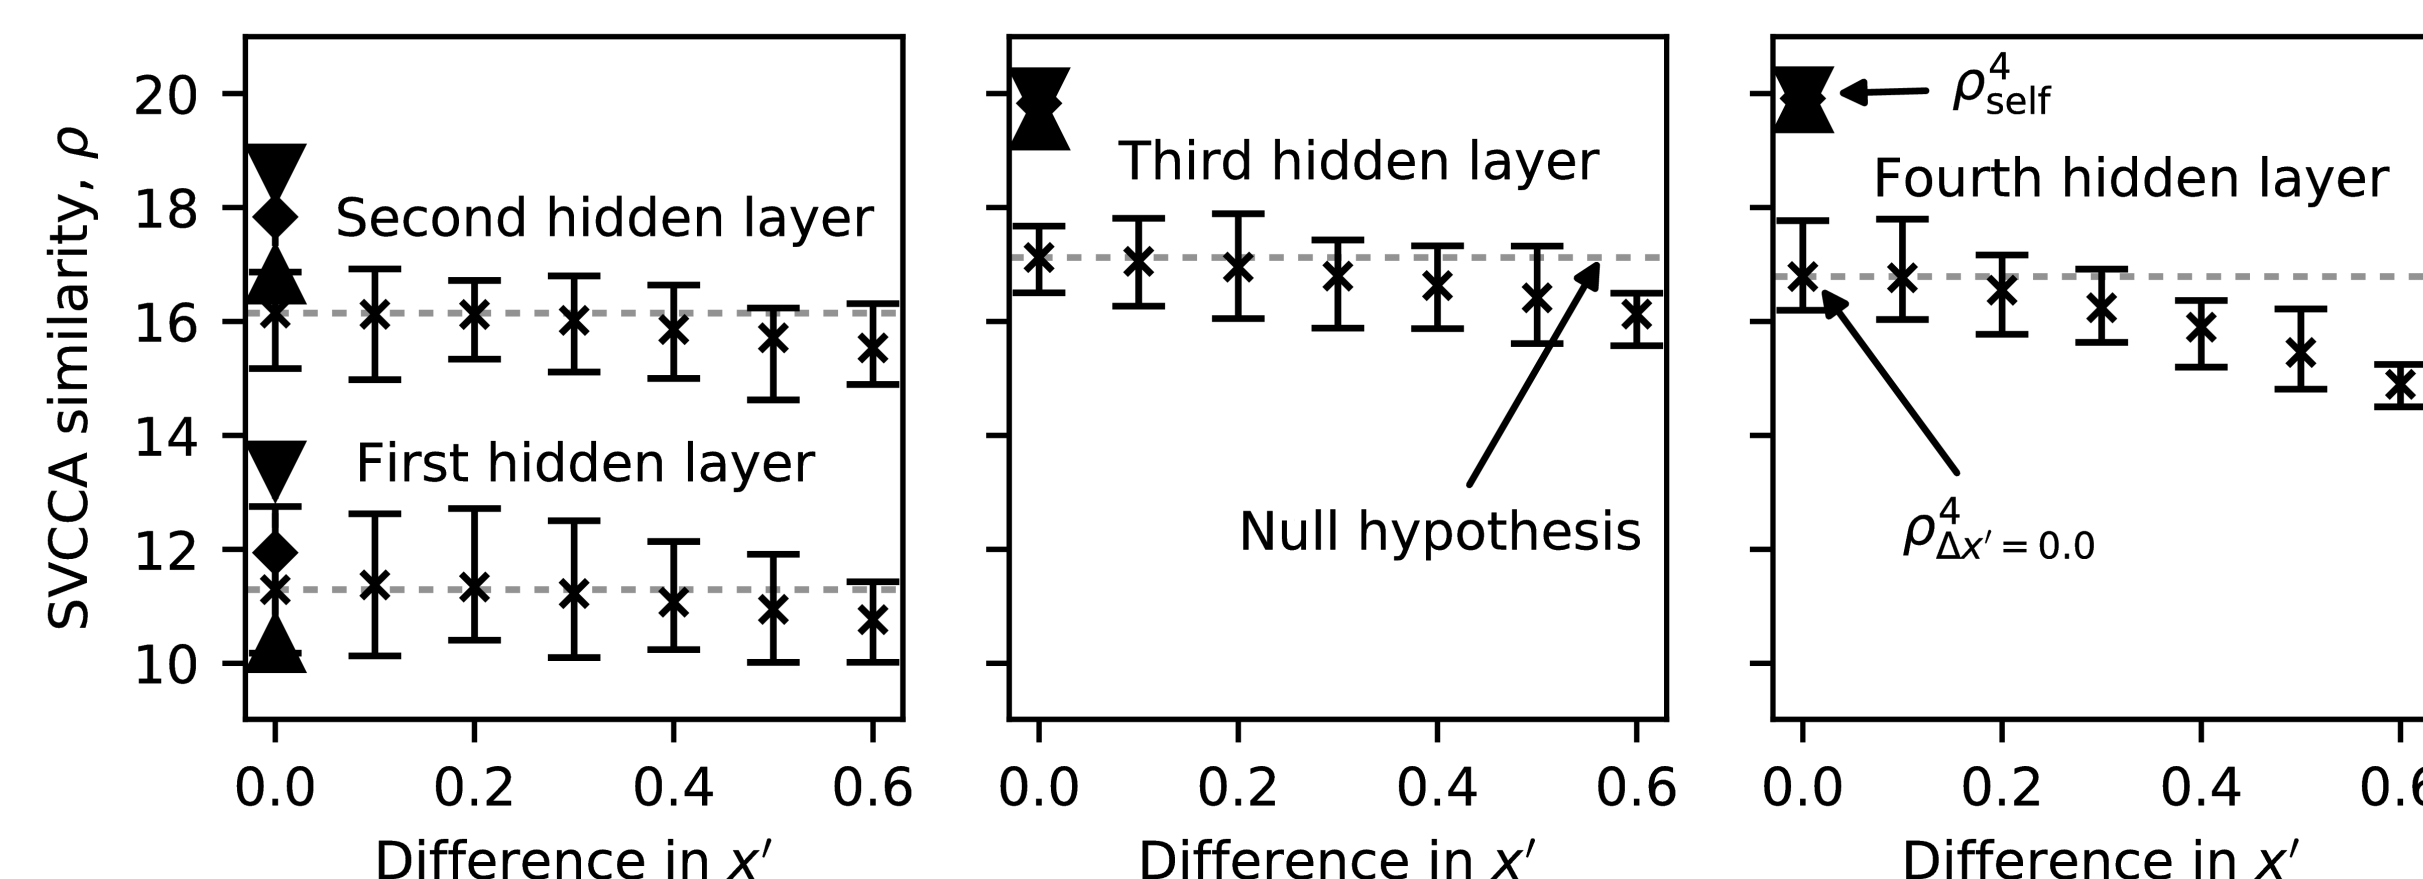 SVCCA similarity, ρ
20
18
16
14
12
10
Second hidden layer
First hidden layer
0.0 0.2 0.4 0.6
Difference in x′
Third hidden layer
Null hypothesis
0.0 0.2 0.4 0.6
Difference in x′
ρ⁴self
Fourth hidden layer
ρ⁴Δx′ = 0.0
0.0 0.2 0.4 0.6
Difference in x′